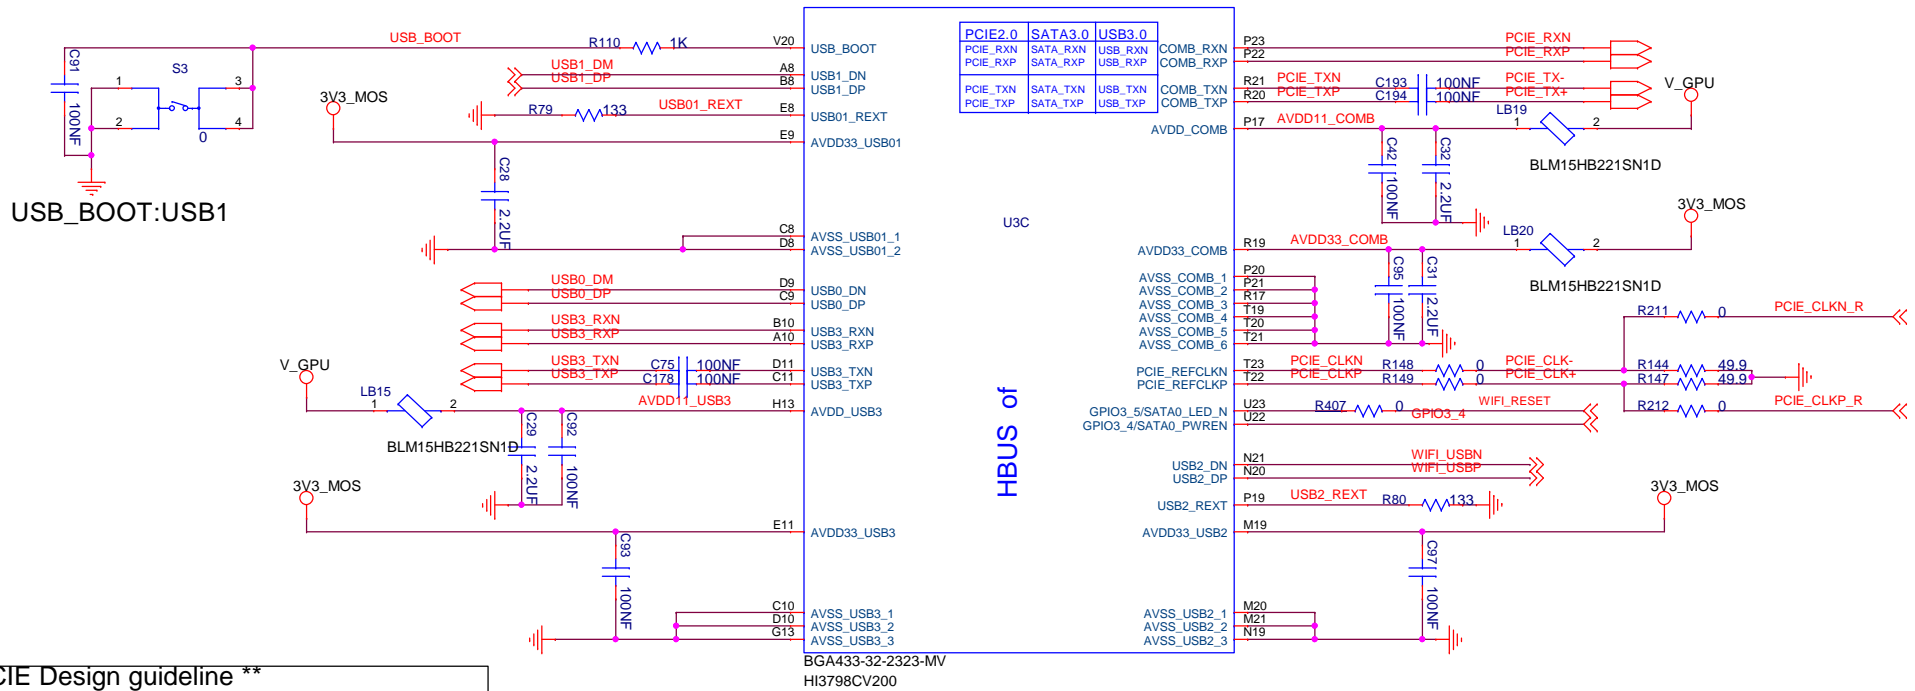 USB_BOOT
R110
1K
V20
USB_BOOT
C91
100NF
S3
1
2
3
4
0
USB_BOOT:USB1
USB1_DM
A8
USB1_DN
USB1_DP
B8
USB1_DP
3V3_MOS
R79
133
USB01_REXT
E8
USB01_REXT
E9
AVDD33_USB01
C28
2.2UF
C8
AVSS_USB01_1
D8
AVSS_USB01_2
USB0_DM
D9
USB0_DN
USB0_DP
C9
USB0_DP
USB3_RXN
B10
USB3_RXN
USB3_RXP
A10
USB3_RXP
USB3_TXN
C75
100NF
D11
USB3_TXN
USB3_TXP
C178
100NF
C11
USB3_TXP
V_GPU
LB15
1
2
BLM15HB221SN1D
AVDD11_USB3
H13
AVDD_USB3
C29
2.2UF
C92
100NF
3V3_MOS
E11
AVDD33_USB3
C93
100NF
C10
AVSS_USB3_1
D10
AVSS_USB3_2
G13
AVSS_USB3_3
PCIE2.0 SATA3.0 USB3.0
PCIE_RXN SATA_RXN USB_RXN
PCIE_RXP SATA_RXP USB_RXP
PCIE_TXN SATA_TXN USB_TXN
PCIE_TXP SATA_TXP USB_TXP
U3C
HBUS of
BGA433-32-2323-MV
HI3798CV200
COMB_RXN
P23
PCIE_RXN
COMB_RXP
P22
PCIE_RXP
COMB_TXN
R21
PCIE_TXN
C193
100NF
PCIE_TX-
COMB_TXP
R20
PCIE_TXP
C194
100NF
PCIE_TX+
V_GPU
AVDD_COMB
P17
AVDD11_COMB
LB19
1
2
BLM15HB221SN1D
C42
100NF
C32
2.2UF
3V3_MOS
AVDD33_COMB
R19
AVDD33_COMB
LB20
1
2
BLM15HB221SN1D
C95
100NF
C31
2.2UF
AVSS_COMB_1
P20
AVSS_COMB_2
P21
AVSS_COMB_3
R17
AVSS_COMB_4
T19
AVSS_COMB_5
T20
AVSS_COMB_6
T21
R211
0
PCIE_CLKN_R
PCIE_REFCLKN
T23
PCIE_CLKN
R148
0
PCIE_CLK-
R144
49.9
PCIE_REFCLKP
T22
PCIE_CLKP
R149
0
PCIE_CLK+
R147
49.9
R212
0
PCIE_CLKP_R
GPIO3_5/SATA0_LED_N
U23
R407
0
WIFI_RESET
GPIO3_4/SATA0_PWREN
U22
GPIO3_4
USB2_DN
N21
WIFI_USBN
USB2_DP
N20
WIFI_USBP
USB2_REXT
P19
USB2_REXT
R80
133
3V3_MOS
AVDD33_USB2
M19
C97
100NF
AVSS_USB2_1
M20
AVSS_USB2_2
M21
AVSS_USB2_3
N19
CIE Design guideline **